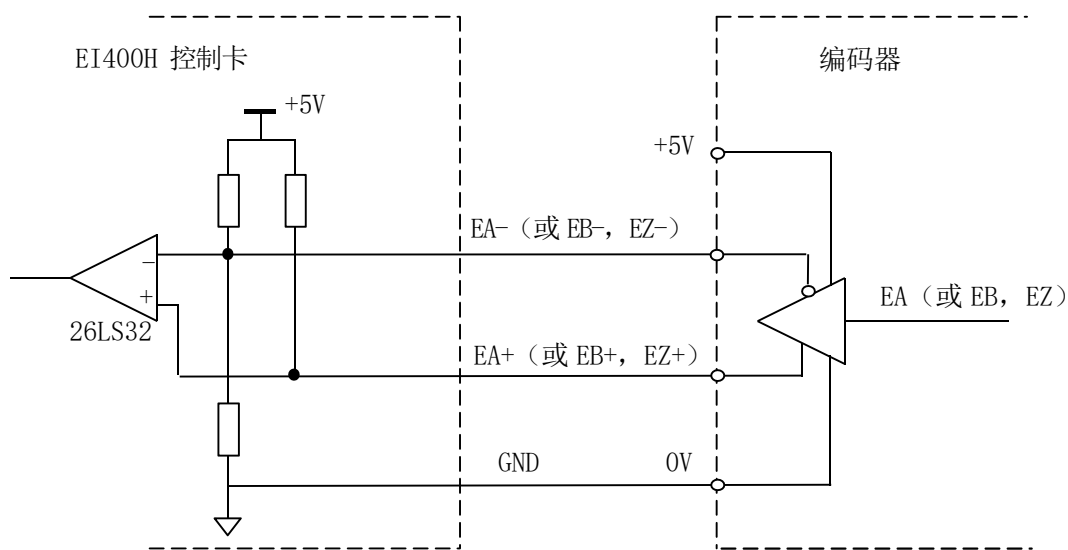 EI400H 控制卡
编码器
+5V
+5V
EA-（或 EB-，EZ-）
−
+
26LS32
EA（或 EB，EZ）
EA+（或 EB+，EZ+）
GND
0V